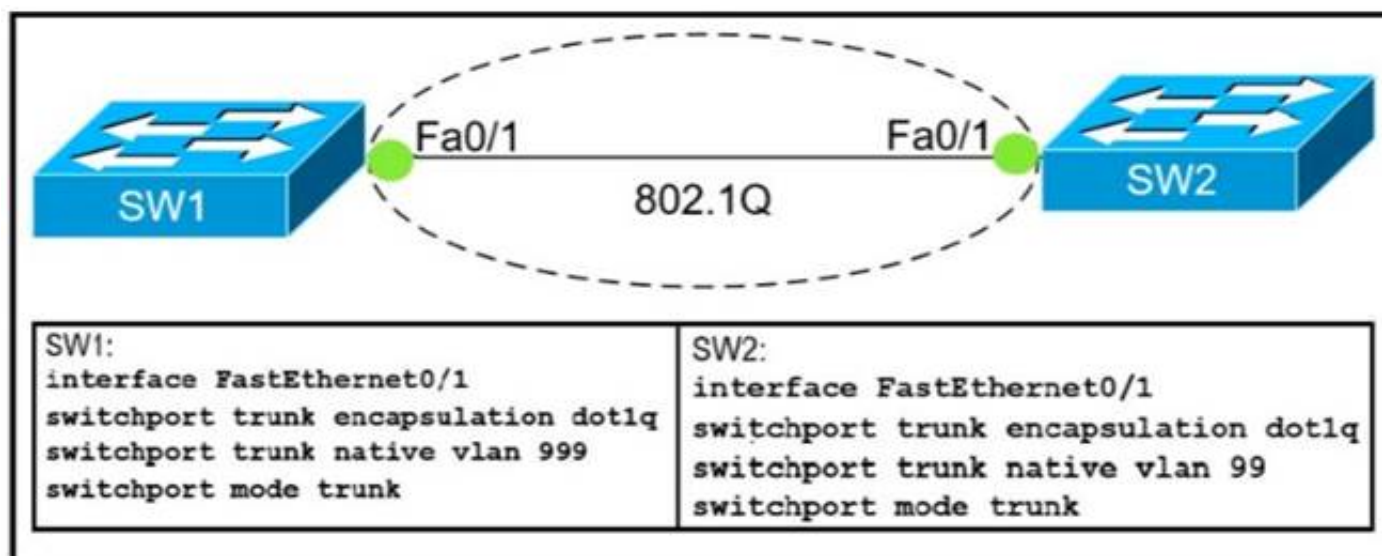 Fa0/1
Fa0/1
SW1
802.1Q
SW2
SW1:
interface FastEthernet0/1
switchport trunk encapsulation dot1q
switchport trunk native vlan 999
switchport mode trunk
SW2:
interface FastEthernet0/1
switchport trunk encapsulation dot1q
switchport trunk native vlan 99
switchport mode trunk